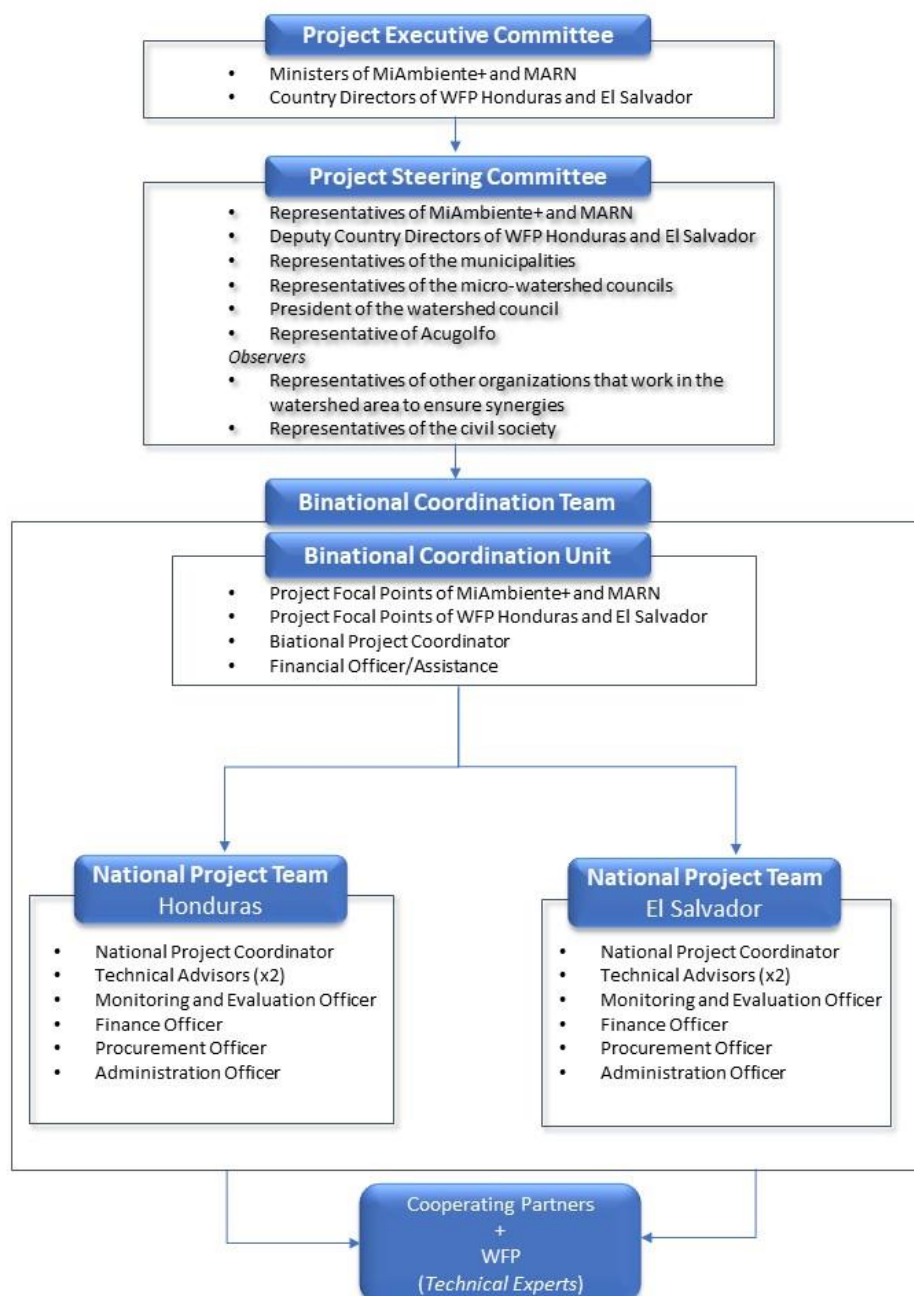 Project Executive Committee
• Ministers of MiAmbiente+ and MARN
• Country Directors of WFP Honduras and El Salvador
Project Steering Committee
• Representatives of MiAmbiente+ and MARN
• Deputy Country Directors of WFP Honduras and El Salvador
• Representatives of the municipalities
• Representatives of the micro-watershed councils
• President of the watershed council
• Representative of Acugolfo
Observers
• Representatives of other organizations that work in the
watershed area to ensure synergies
• Representatives of the civil society
Binational Coordination Team
Binational Coordination Unit
• Project Focal Points of MiAmbiente+ and MARN
• Project Focal Points of WFP Honduras and El Salvador
• Biational Project Coordinator
• Financial Officer/Assistance
National Project Team
Honduras
• National Project Coordinator
• Technical Advisors (x2)
• Monitoring and Evaluation Officer
• Finance Officer
• Procurement Officer
• Administration Officer
National Project Team
El Salvador
• National Project Coordinator
• Technical Advisors (x2)
• Monitoring and Evaluation Officer
• Finance Officer
• Procurement Officer
• Administration Officer
Cooperating Partners
+
WFP
(Technical Experts)